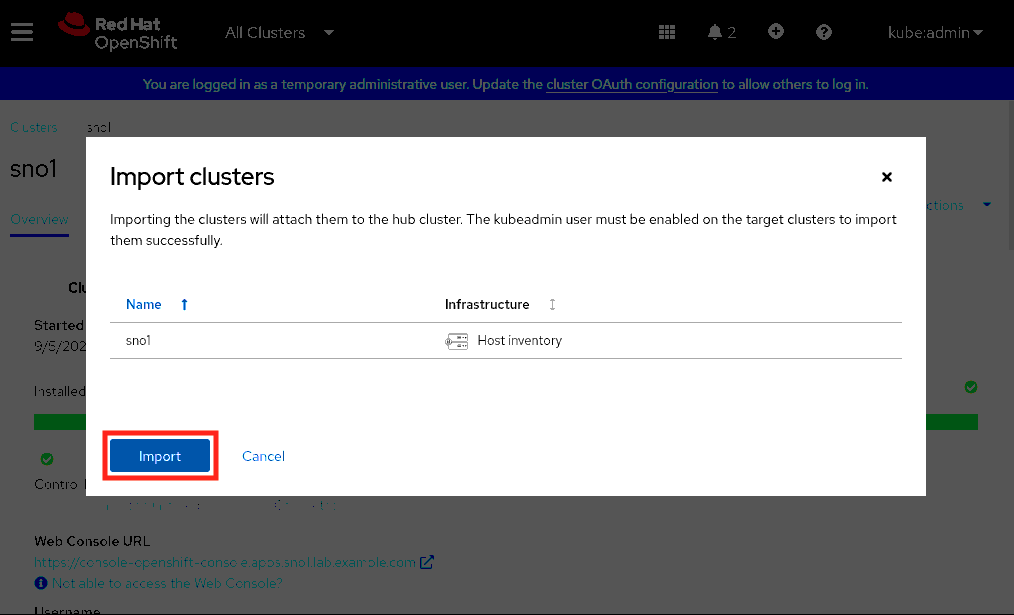 Red Hat
OpenShift
All Clusters
2
kube:admin
You are logged in as a temporary administrative user. Update the cluster OAuth configuration to allow others to log in.
Clusters
sno1
sno1
Overview
ctions
Import clusters
Importing the clusters will attach them to the hub cluster. The kubeadmin user must be enabled on the target clusters to import
them successfully.
Name
Infrastructure
sno1
Host inventory
Import
Cancel
Clu
Started
9/5/202
Installed
Control
Web Console URL
https://console-openshift-console.apps.sno1.lab.example.com
Not able to access the Web Console?
Username